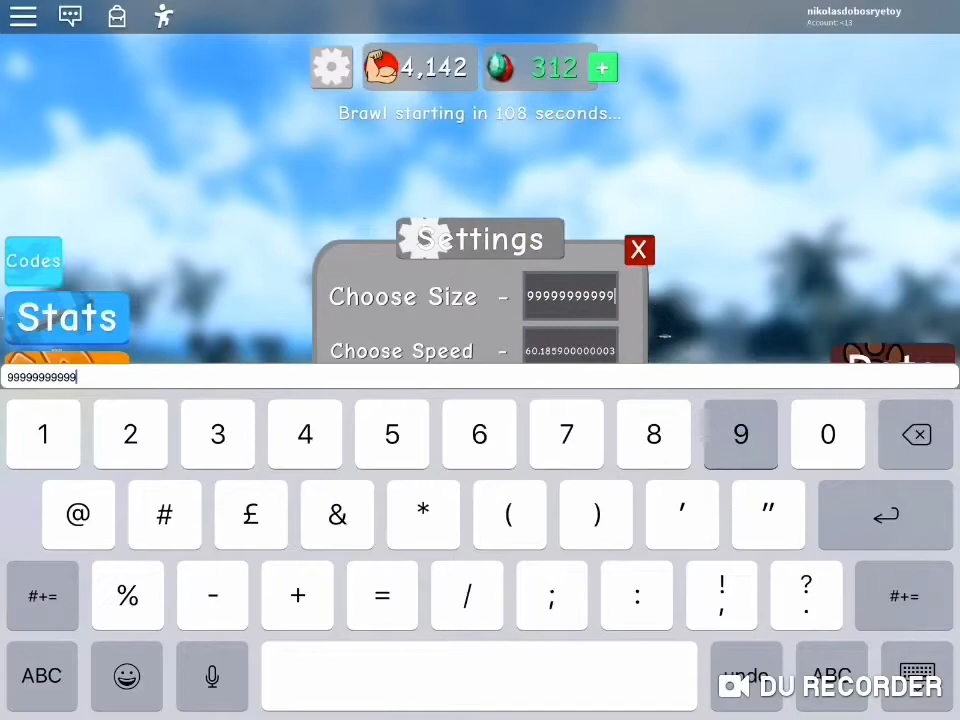 nikolasdobosryetoy
Account: <13
4,142
312 +
Brawl starting in 108 seconds...
Settings
X
Codes
Choose Size - 99999999999
Stats
Choose Speed - 60.185900000003
99999999999
1 2 3 4 5 6 7 8 9 0
@ # £ & * ( ) ' "
#+= % - + = / ; : ! , ? . #+=
ABC undo ABC
DU RECORDER